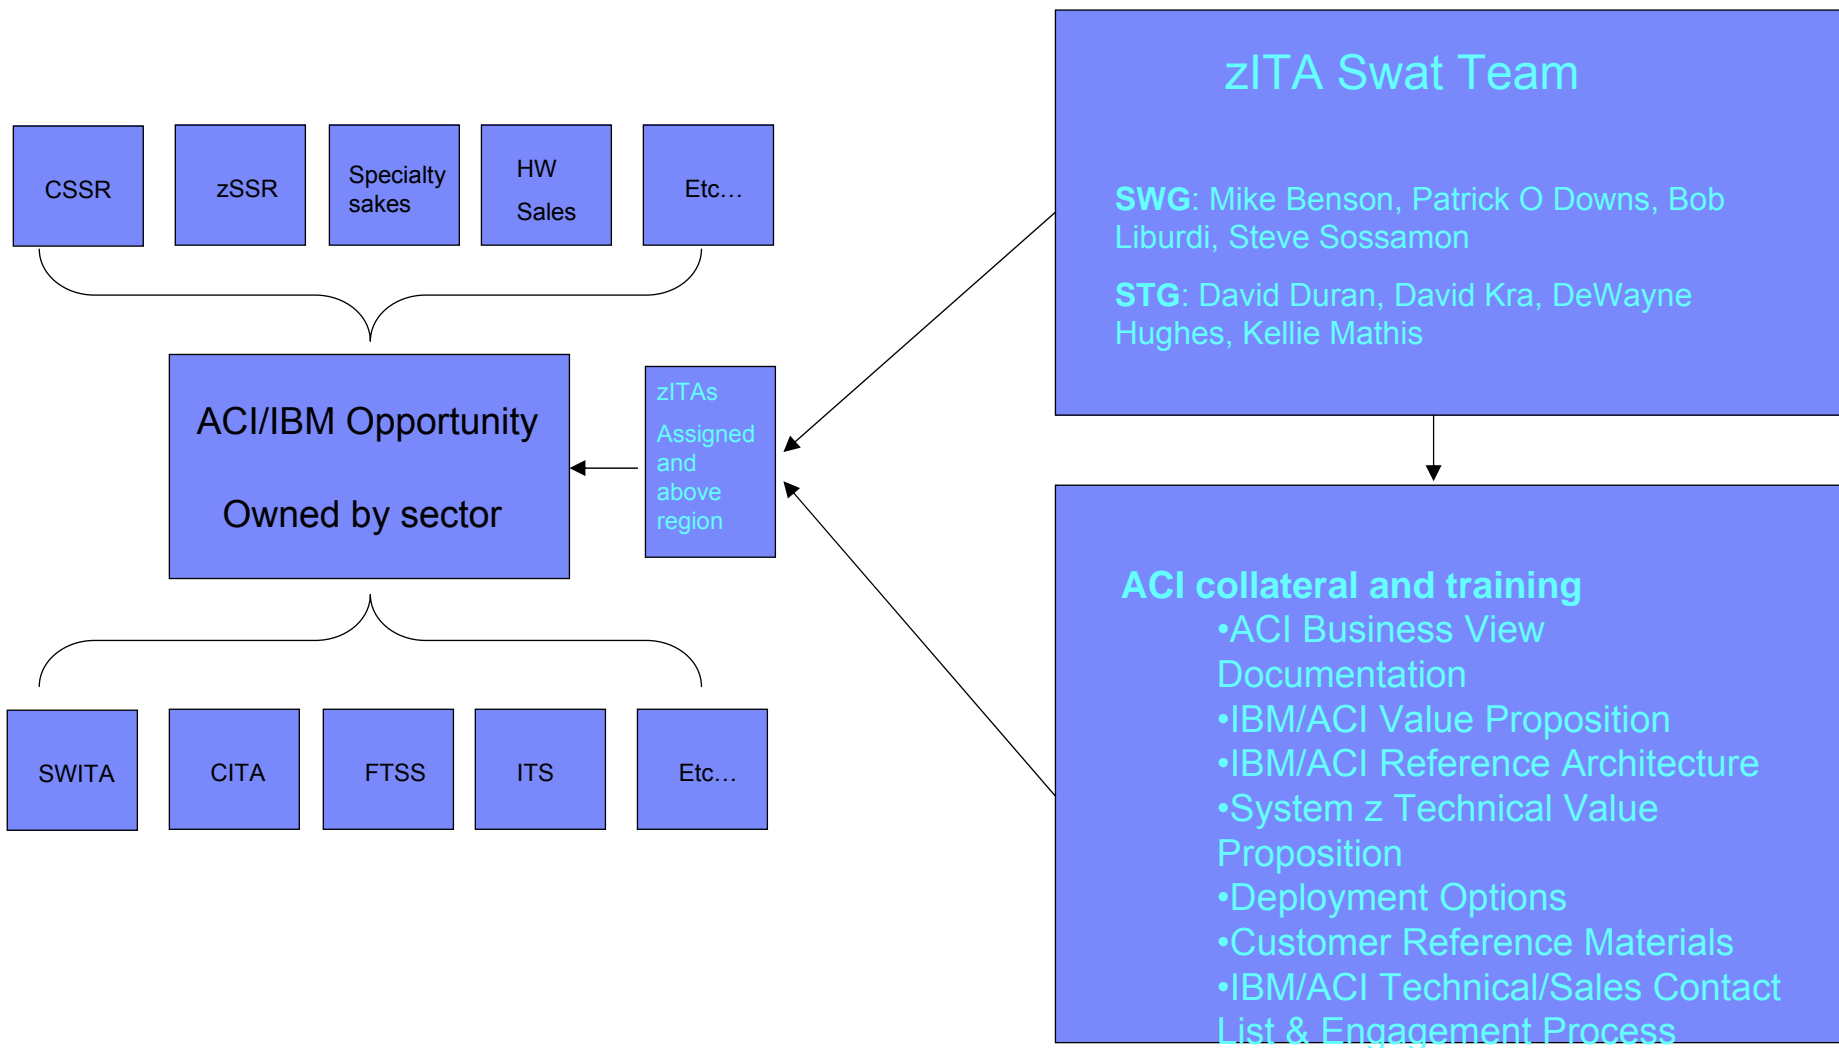 zITA Swat Team
SWG: Mike Benson, Patrick O Downs, Bob
Liburdi, Steve Sossamon
STG: David Duran, David Kra, DeWayne
Hughes, Kellie Mathis
CSSR
zSSR
Specialty
sakes
HW
Sales
Etc…
ACI/IBM Opportunity
Owned by sector
zITAs
Assigned
and
above
region
SWITA
CITA
FTSS
ITS
Etc…
ACI collateral and training
•ACI Business View
Documentation
•IBM/ACI Value Proposition
•IBM/ACI Reference Architecture
•System z Technical Value
Proposition
•Deployment Options
•Customer Reference Materials
•IBM/ACI Technical/Sales Contact
List & Engagement Process